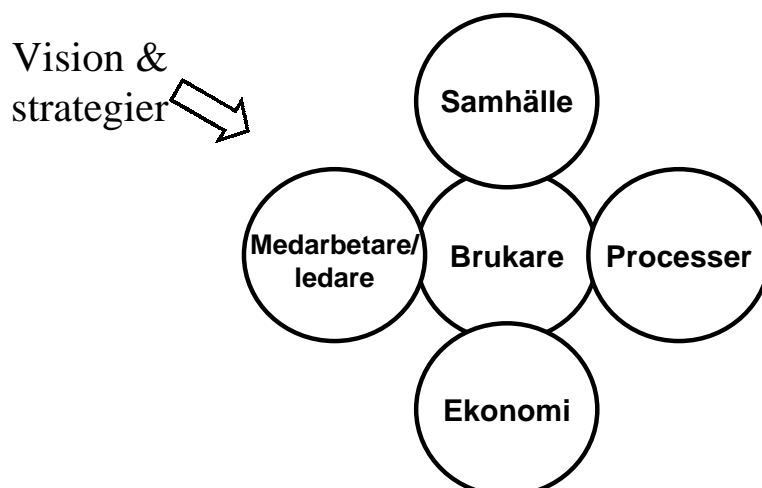 Vision &
strategier
Samhälle
Medarbetare/
ledare
Brukare
Processer
Ekonomi